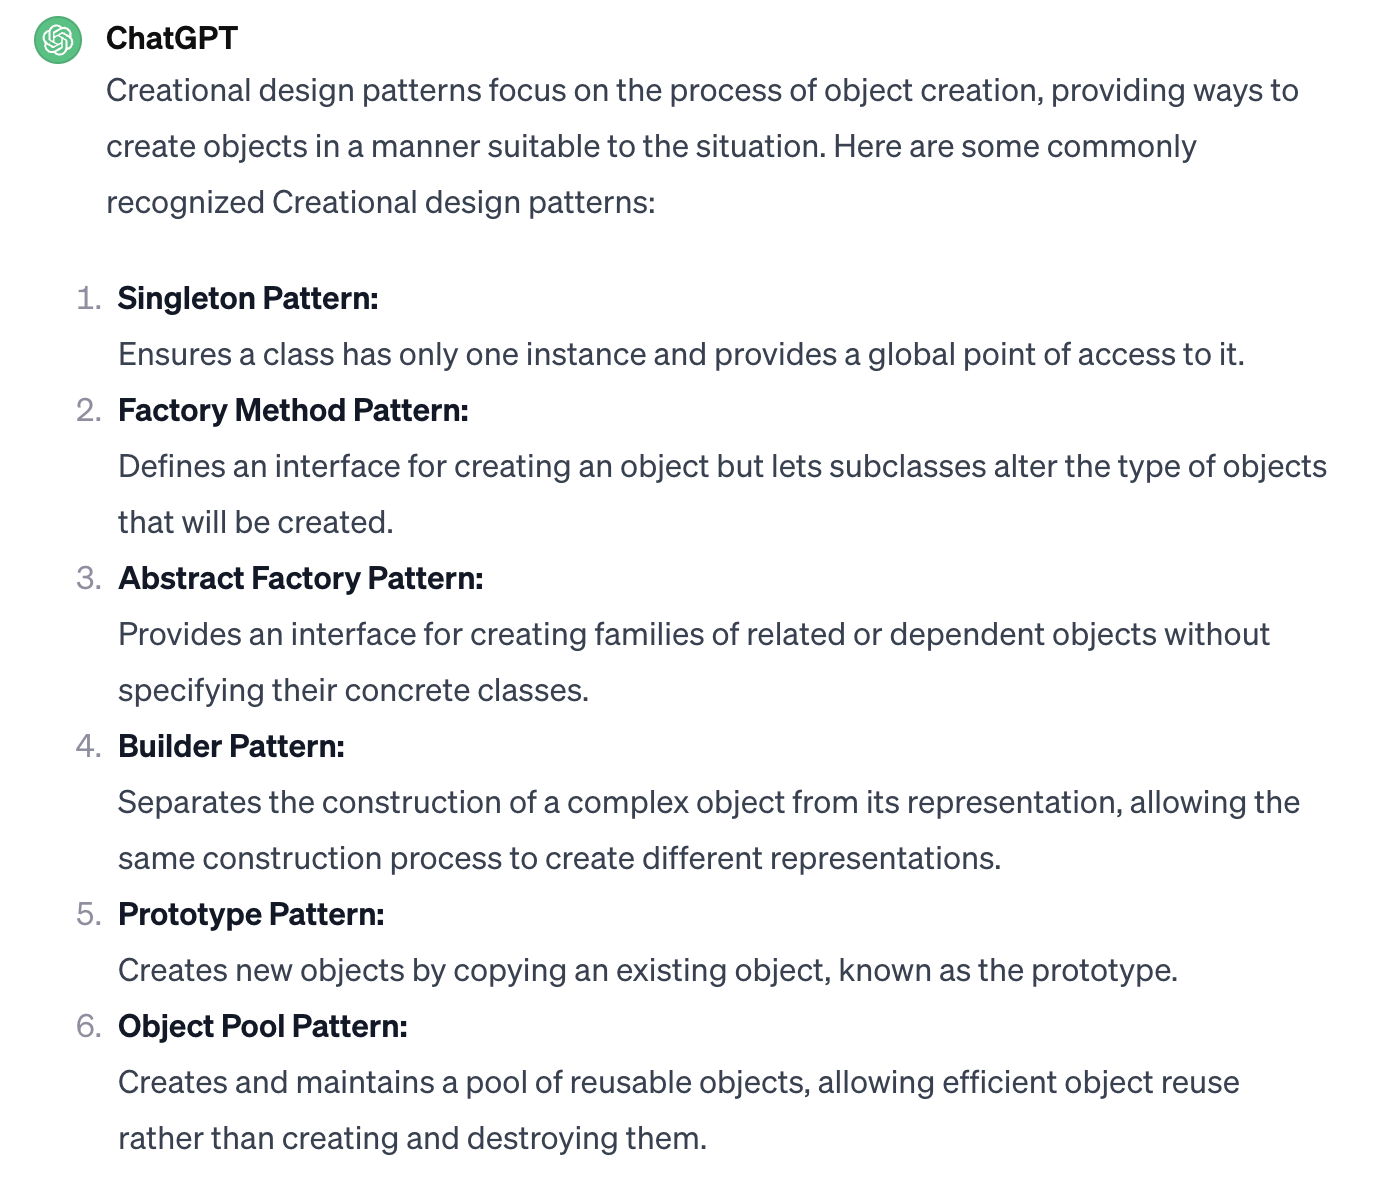 ChatGPT
Creational design patterns focus on the process of object creation, providing ways to
create objects in a manner suitable to the situation. Here are some commonly
recognized Creational design patterns:
1. Singleton Pattern:
Ensures a class has only one instance and provides a global point of access to it.
2. Factory Method Pattern:
Defines an interface for creating an object but lets subclasses alter the type of objects
that will be created.
3. Abstract Factory Pattern:
Provides an interface for creating families of related or dependent objects without
specifying their concrete classes.
4. Builder Pattern:
Separates the construction of a complex object from its representation, allowing the
same construction process to create different representations.
5. Prototype Pattern:
Creates new objects by copying an existing object, known as the prototype.
6. Object Pool Pattern:
Creates and maintains a pool of reusable objects, allowing efficient object reuse
rather than creating and destroying them.